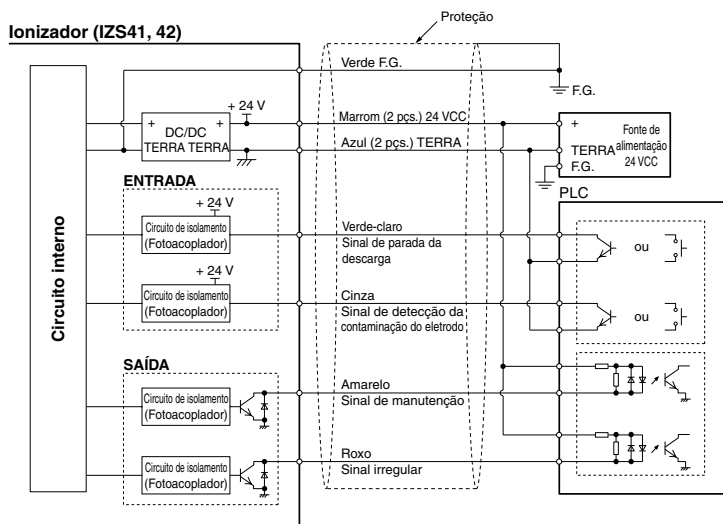 Proteção
Ionizador (IZS41, 42)
Verde F.G.
F.G.
+ 24 V
Marrom (2 pçs.) 24 VCC
+ +
DC/DC
TERRA TERRA
Azul (2 pçs.) TERRA
+
TERRA
F.G.
Fonte de
alimentação
24 VCC
PLC
Circuito interno
ENTRADA
+ 24 V
Circuito de isolamento
(Fotoacoplador)
Verde-claro
Sinal de parada da
descarga
ou
+ 24 V
Circuito de isolamento
(Fotoacoplador)
Cinza
Sinal de detecção da
contaminação do eletrodo
ou
SAÍDA
Circuito de isolamento
(Fotoacoplador)
Amarelo
Sinal de manutenção
Circuito de isolamento
(Fotoacoplador)
Roxo
Sinal irregular